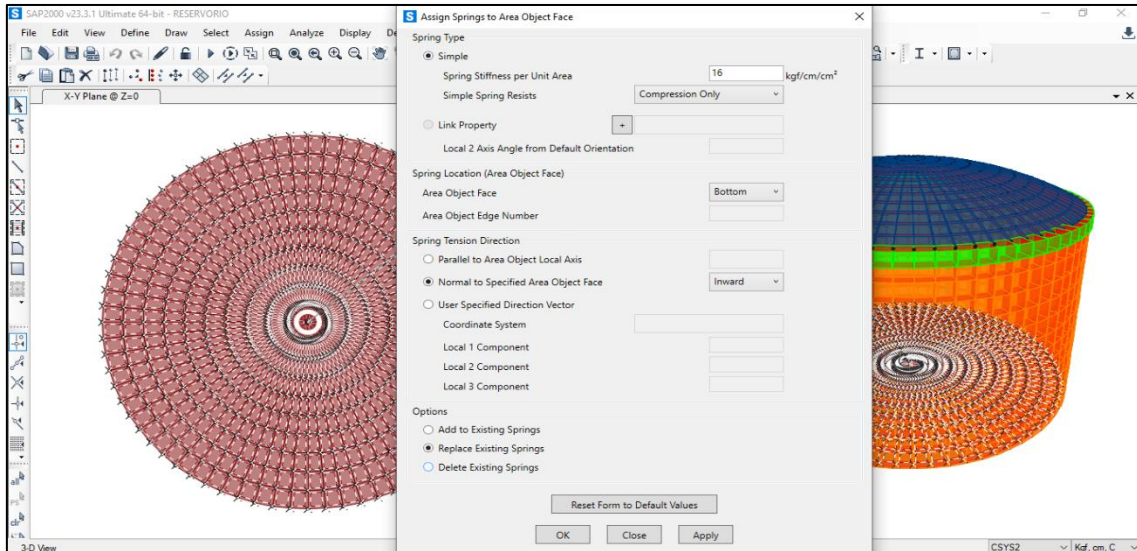 SAP2000 v23.3.1 Ultimate 64-bit - RESERVORIO
File Edit View Define Draw Select Assign Analyze Display
X-Y Plane @ Z=0
Assign Springs to Area Object Face
Spring Type
Simple
Spring Stiffness per Unit Area 16 kgf/cm/cm²
Simple Spring Resists Compression Only
Link Property +
Local 2 Axis Angle from Default Orientation
Spring Location (Area Object Face)
Area Object Face Bottom
Area Object Edge Number
Spring Tension Direction
Parallel to Area Object Local Axis
Normal to Specified Area Object Face Inward
User Specified Direction Vector
Coordinate System
Local 1 Component
Local 2 Component
Local 3 Component
Options
Add to Existing Springs
Replace Existing Springs
Delete Existing Springs
Reset Form to Default Values
OK Close Apply
3-D View
CSYS2 Kgf, cm, C